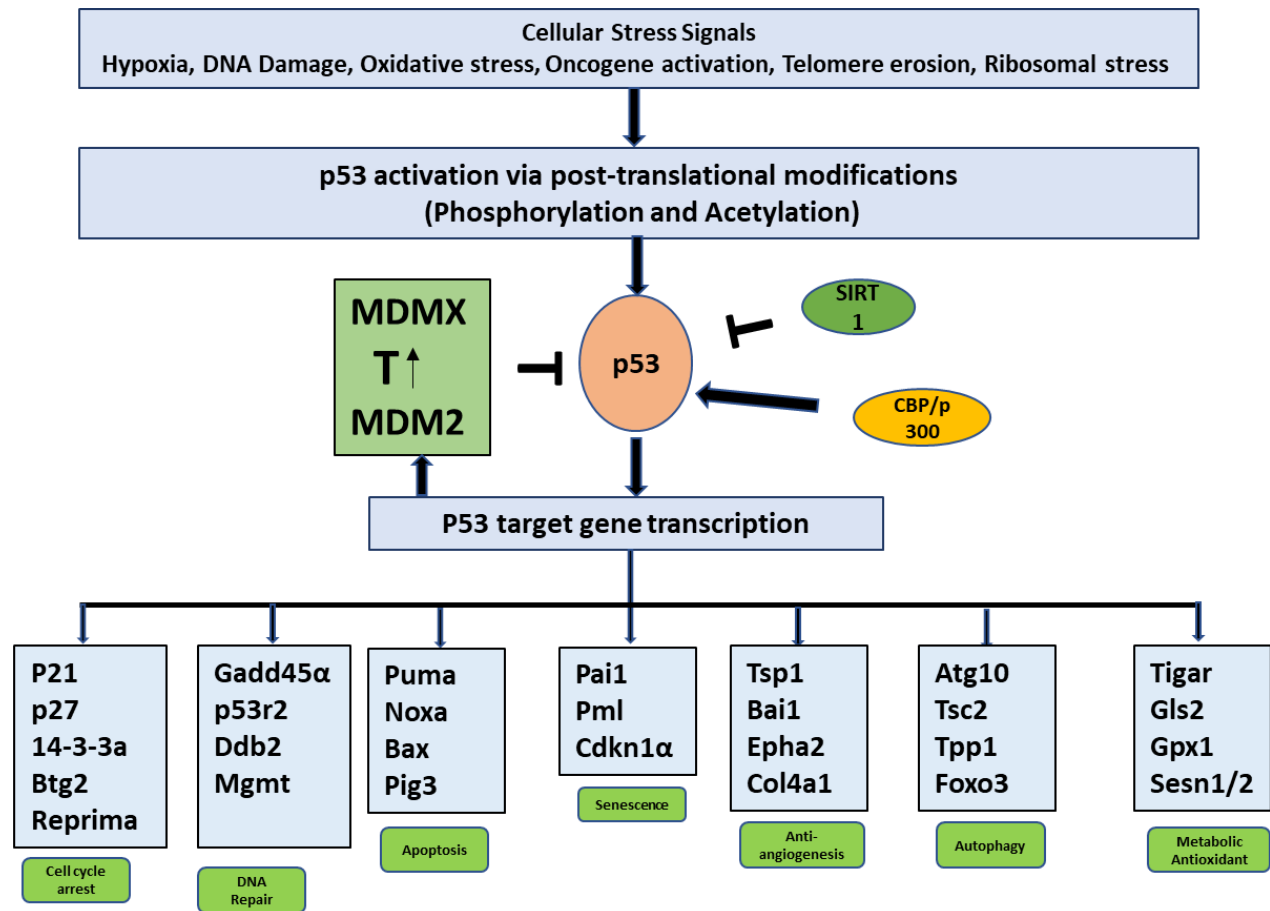 Cellular Stress Signals
Hypoxia, DNA Damage, Oxidative stress, Oncogene activation, Telomere erosion, Ribosomal stress
p53 activation via post-translational modifications
(Phosphorylation and Acetylation)
MDMX
T
MDM2
p53
SIRT
1
CBP/p
300
P53 target gene transcription
P21
p27
14-3-3a
Btg2
Reprima
Cell cycle
arrest
Gadd45α
p53r2
Ddb2
Mgmt
DNA
Repair
Puma
Noxa
Bax
Pig3
Apoptosis
Pai1
Pml
Cdkn1α
Senescence
Tsp1
Bai1
Epha2
Col4a1
Anti-
angiogenesis
Atg10
Tsc2
Tpp1
Foxo3
Autophagy
Tigar
Gls2
Gpx1
Sesn1/2
Metabolic
Antioxidant